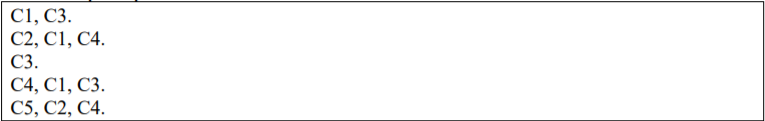 C1, C3.
C2, C1, C4.
C3.
C4, C1, C3.
C5, C2, C4.